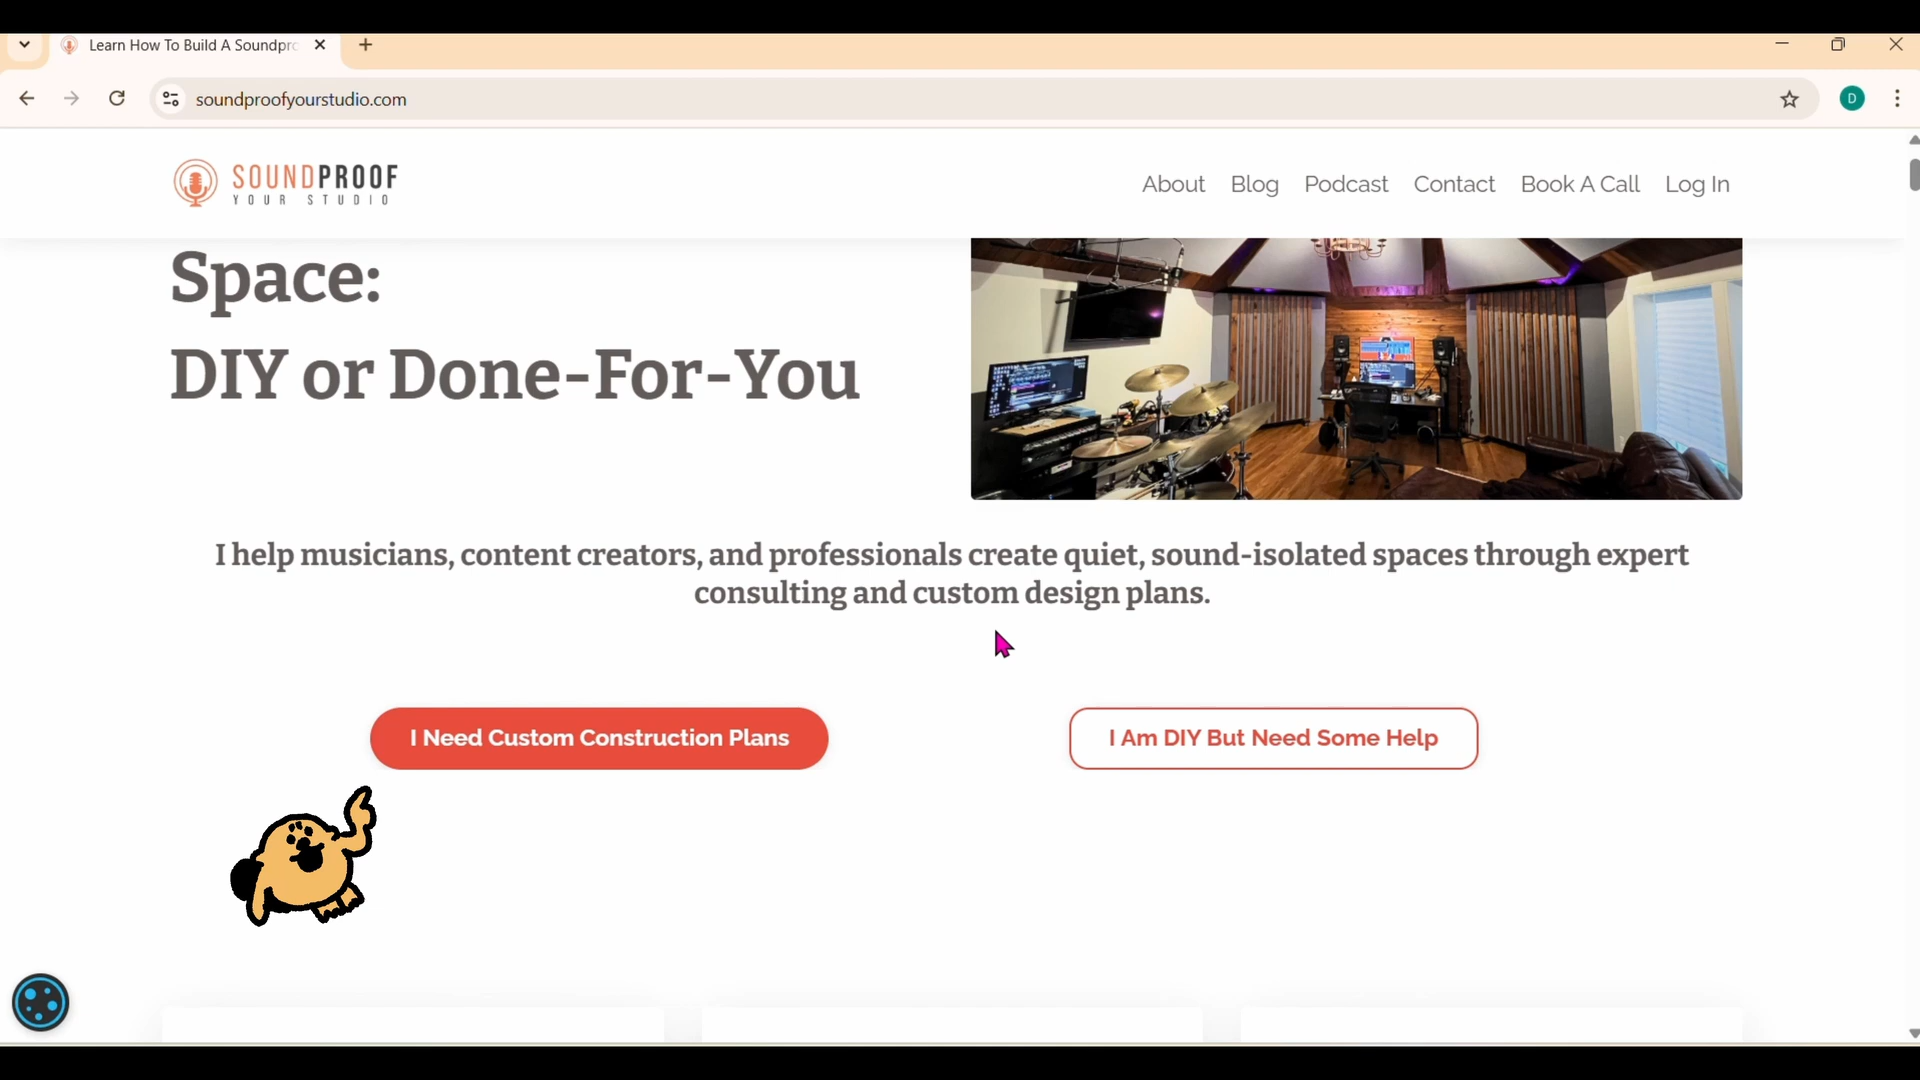 Learn How To Build A Soundpro
soundproofyourstudio.com
D
SOUNDPROOF
YOUR STUDIO
About Blog Podcast Contact Book A Call Log In
Space:
DIY or Done-For-You
I help musicians, content creators, and professionals create quiet, sound-isolated spaces through expert
consulting and custom design plans.
I Need Custom Construction Plans
I Am DIY But Need Some Help